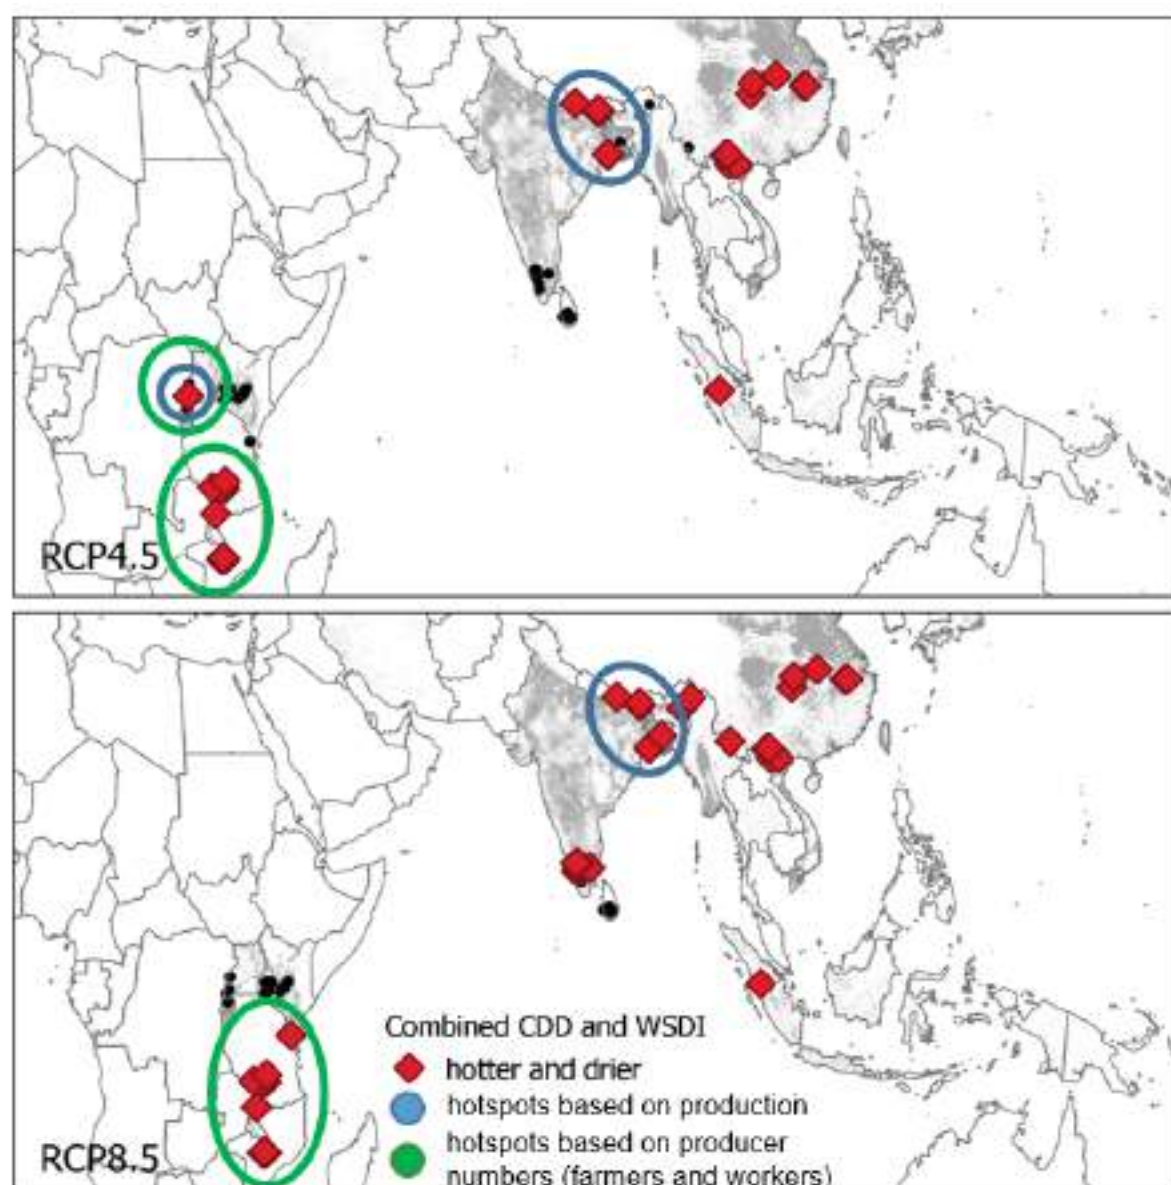 RCP4.5
Combined CDD and WSDI
hotter and drier
hotspots based on production
hotspots based on producer
numbers (farmers and workers)
RCP8.5